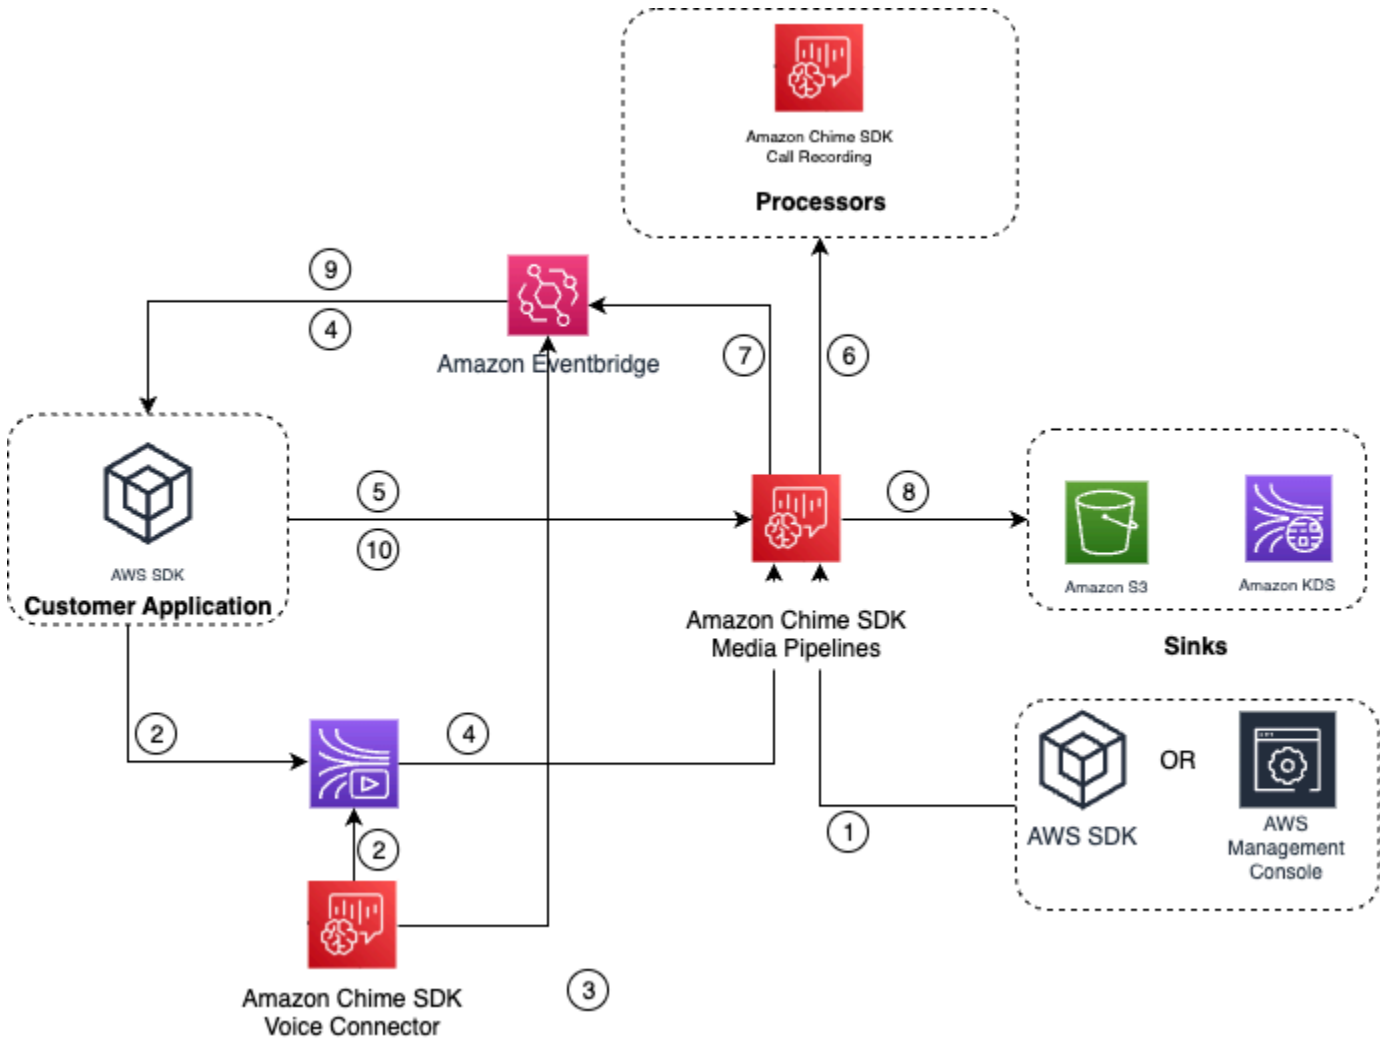 Amazon Chime SDK
Call Recording
Processors
9
4
Amazon Eventbridge
7
6
AWS SDK
Customer Application
5
10
8
Amazon S3
Amazon KDS
Sinks
Amazon Chime SDK
Media Pipelines
2
4
2
1
AWS SDK
OR
AWS
Management
Console
Amazon Chime SDK
Voice Connector
3